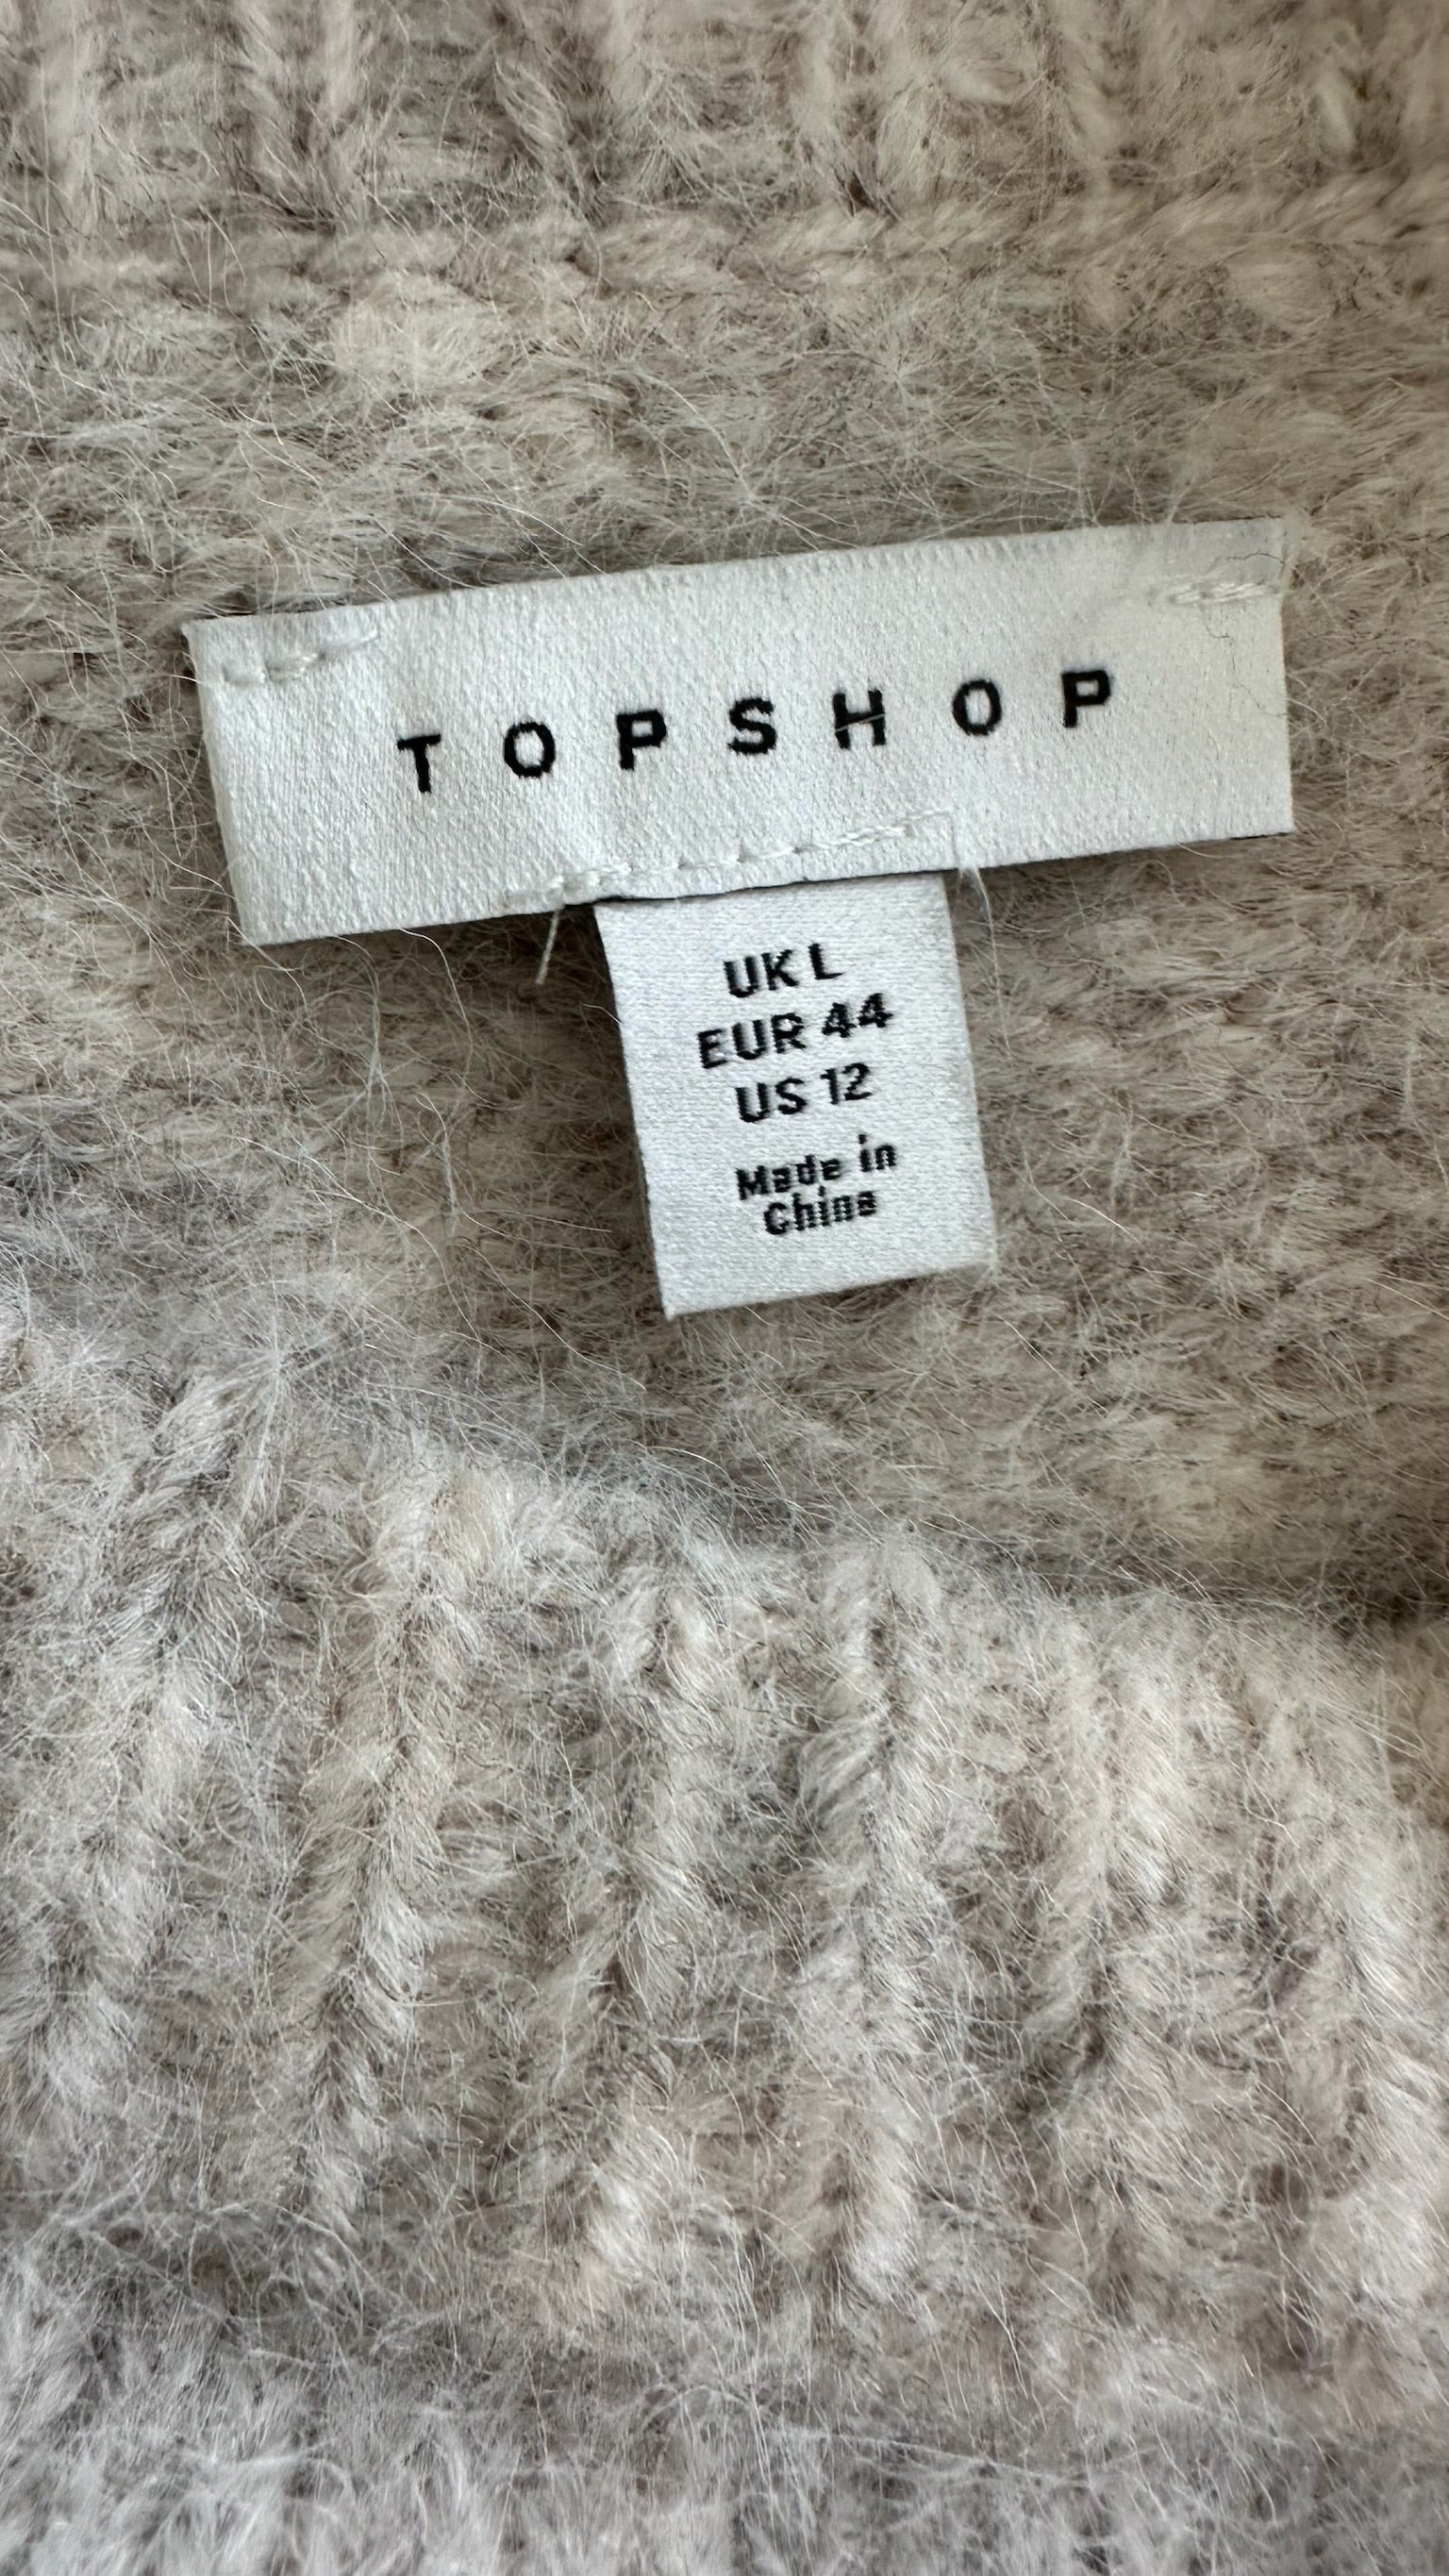 TOPSHOP
UK L
EUR 44
US 12
Made in
China